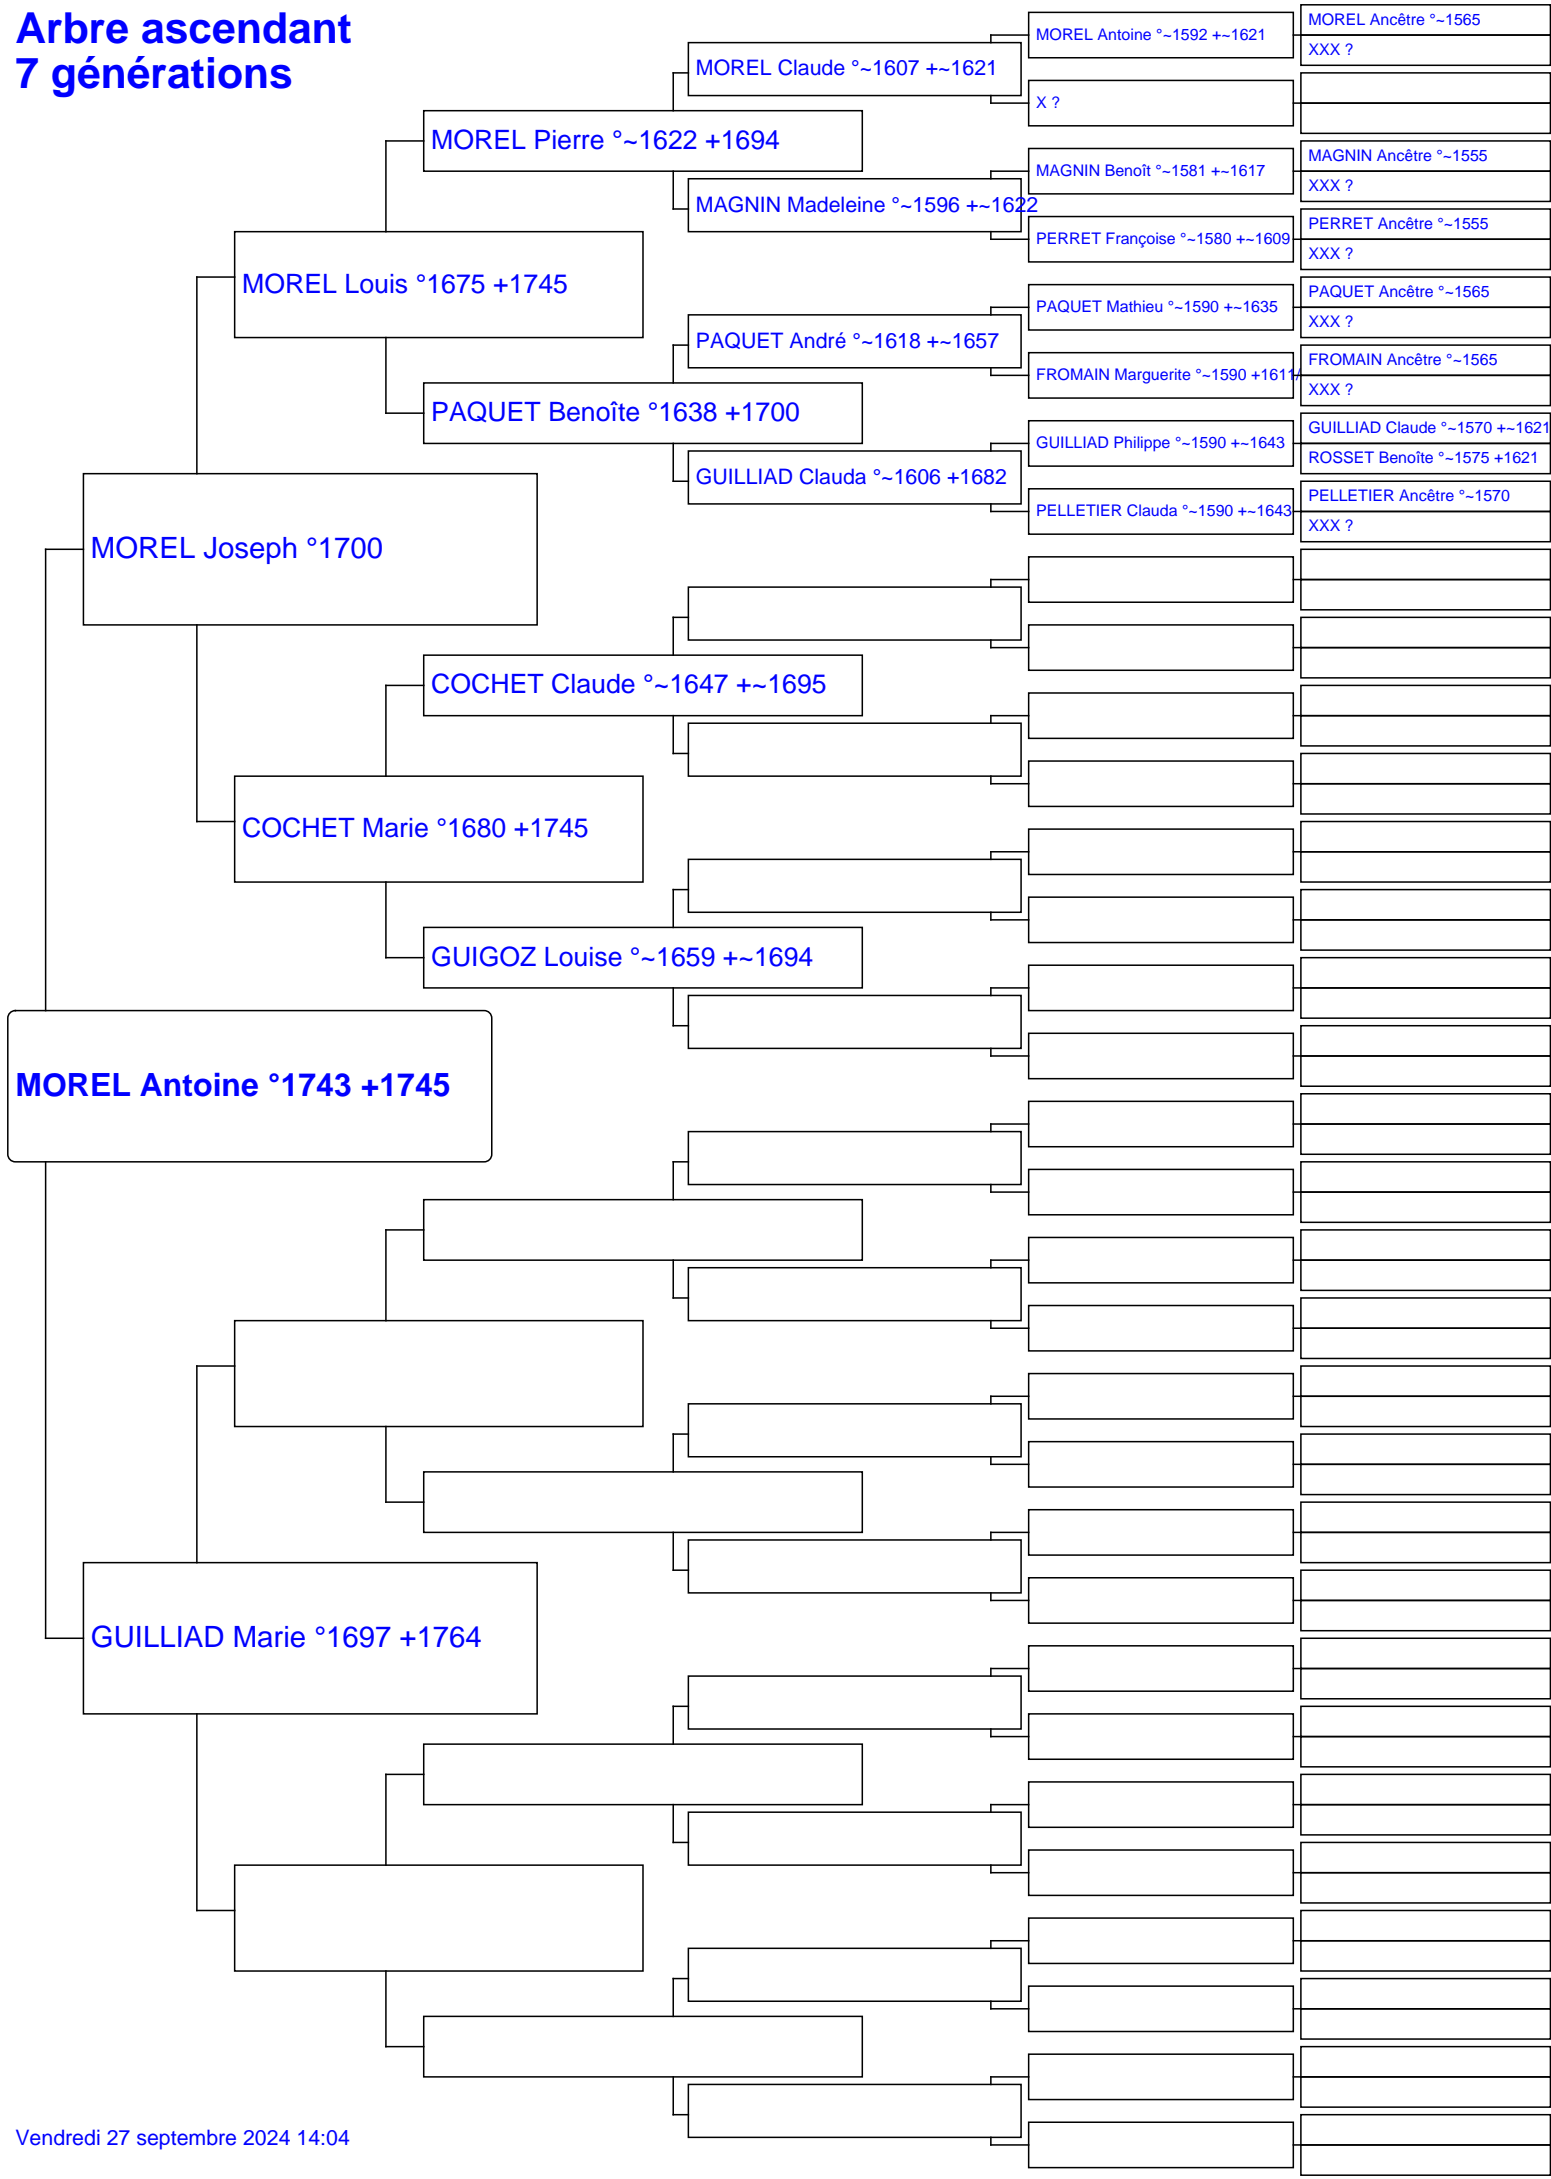 Arbre ascendant
7 générations
MOREL Antoine °1743 +1745
MOREL Joseph °1700
GUILLIAD Marie °1697 +1764
MOREL Louis °1675 +1745
COCHET Marie °1680 +1745
MOREL Pierre °~1622 +1694
PAQUET Benoîte °1638 +1700
COCHET Claude °~1647 +~1695
GUIGOZ Louise °~1659 +~1694
MOREL Claude °~1607 +~1621
MAGNIN Madeleine °~1596 +~1622
PAQUET André °~1618 +~1657
GUILLIAD Clauda °~1606 +1682
MOREL Antoine °~1592 +~1621
X ?
MAGNIN Benoît °~1581 +~1617
PERRET Françoise °~1580 +~1609
PAQUET Mathieu °~1590 +~1635
FROMAIN Marguerite °~1590 +1611/
GUILLIAD Philippe °~1590 +~1643
PELLETIER Clauda °~1590 +~1643
MOREL Ancêtre °~1565
XXX ?
MAGNIN Ancêtre °~1555
XXX ?
PERRET Ancêtre °~1555
XXX ?
PAQUET Ancêtre °~1565
XXX ?
FROMAIN Ancêtre °~1565
XXX ?
GUILLIAD Claude °~1570 +~1621
ROSSET Benoîte °~1575 +1621
PELLETIER Ancêtre °~1570
XXX ?
Vendredi 27 septembre 2024 14:04